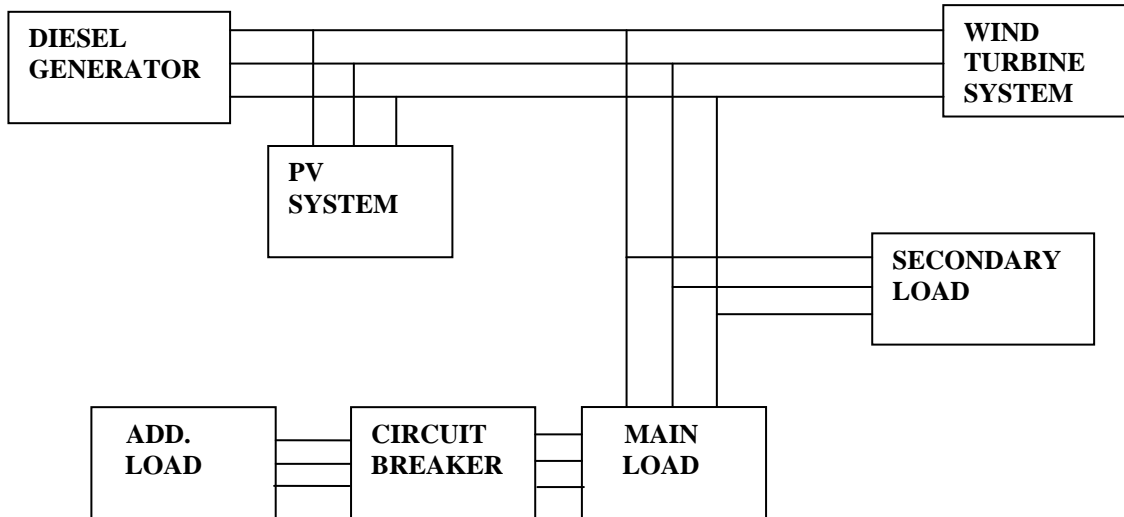 DIESEL
GENERATOR
WIND
TURBINE
SYSTEM
PV
SYSTEM
SECONDARY
LOAD
ADD.
LOAD
CIRCUIT
BREAKER
MAIN
LOAD